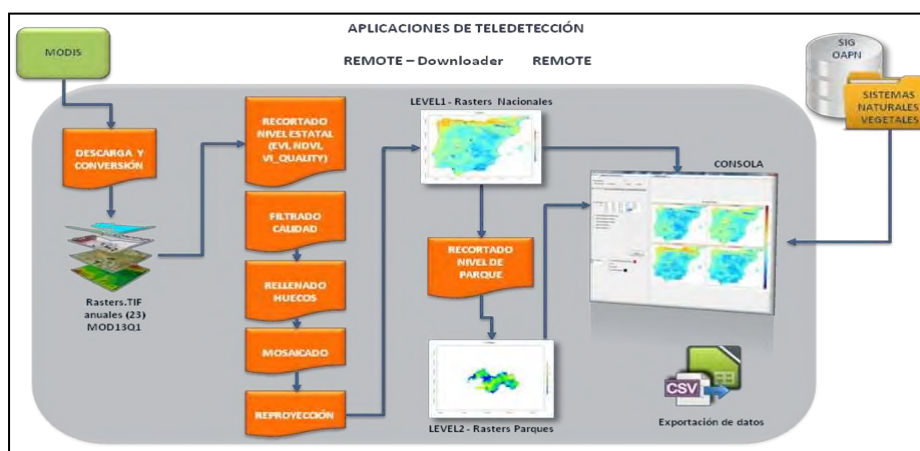 APLICACIONES DE TELEDETECCIÓN
REMOTE – Downloader REMOTE
MODIS
SIG
OAPN
SISTEMAS
NATURALES
VEGETALES
DESCARGA Y
CONVERSIÓN
Rasters.TIF
anuales (23)
MOD13Q1
RECORTADO
NIVEL ESTATAL
(EVI, NDVI,
VI_QUALITY)
FILTRADO
CALIDAD
RELLENADO
HUECOS
MOSAICADO
REPROYECCIÓN
LEVEL1 - Rasters Nacionales
RECORTADO
NIVEL DE
PARQUE
LEVEL2 - Rasters Parques
CONSOLA
CSV
Exportación de datos